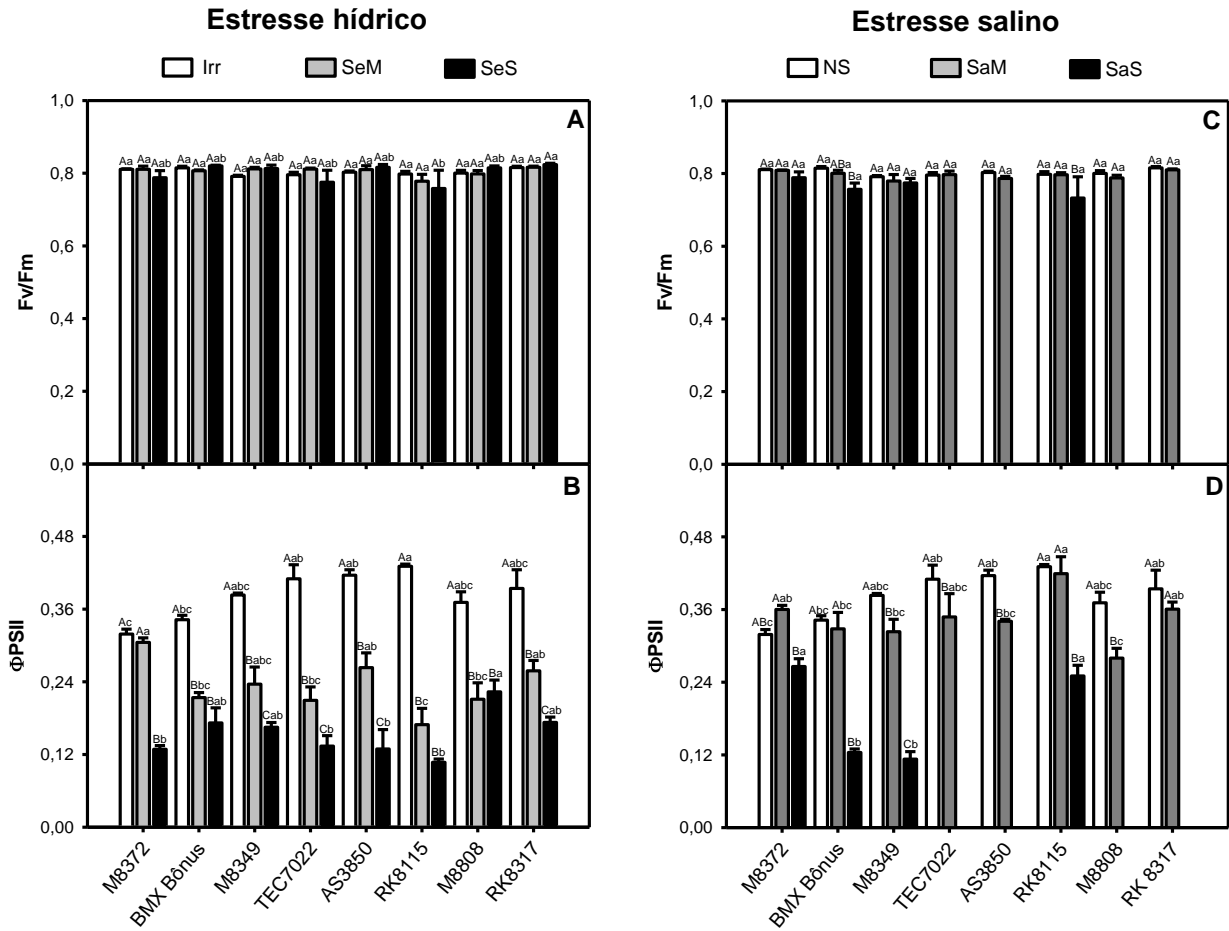 Estresse hídrico
Estresse salino
Irr SeM SeS
NS SaM SaS
A
1,0
0,8
0,6
0,4
0,2
0,0
Fv/Fm
Aa Aa Aab Aa Aa Aab Aa Aa Aab Aa Aa Aab Aa Aa Aab Aa Aa Ab Aa Aa Aab Aa Aa Aa
C
1,0
0,8
0,6
0,4
0,2
0,0
Fv/Fm
Aa Aa Aa Aa ABa Ba Aa Aa Aa Aa Aa Aa Aa Aa Aa Ba Aa Aa Aa Aa
B
0,48
0,36
0,24
0,12
0,00
ΦPSII
Ac Aa Bb Abc Bbc Bab Aabc Babc Cab Aab Bbc Cb Aab Bab Cb Aa Bc Bb Aabc Bbc Ba Aabc Bab Cab
M8372
BMX Bônus
M8349
TEC7022
AS3850
RK8115
M8808
RK8317
D
0,48
0,36
0,24
0,12
0,00
ΦPSII
ABc Aab Ba Abc Aabc Bb Aabc Bbc Cb Aab Babc Aab Bbc Aa Aa Ba Aabc Bc Aab Aab
M8372
BMX Bônus
M8349
TEC7022
AS3850
RK8115
M8808
RK 8317